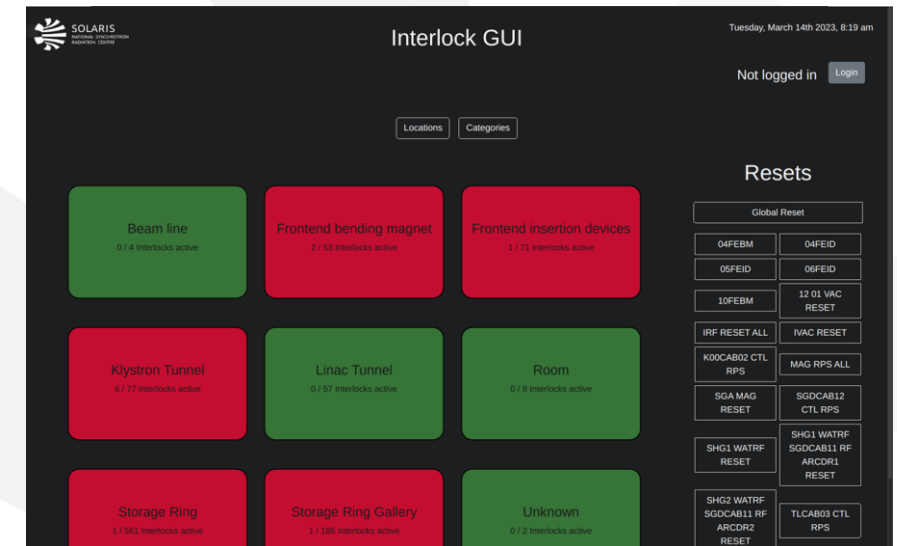 SOLARIS
NATIONAL SYNCHROTRON
RADIATION CENTRE
Interlock GUI
Tuesday, March 14th 2023, 8:19 am
Not logged in
Login
Locations
Categories
Beam line
0 / 4 Interlocks active
Frontend bending magnet
2 / 53 Interlocks active
Frontend insertion devices
1 / 71 Interlocks active
Klystron Tunnel
6 / 77 Interlocks active
Linac Tunnel
0 / 57 Interlocks active
Room
0 / 8 Interlocks active
Storage Ring
1 / 561 Interlocks active
Storage Ring Gallery
1 / 186 Interlocks active
Unknown
0 / 2 Interlocks active
Resets
Global Reset
04FEBM
04FEID
05FEID
06FEID
10FEBM
12 01 VAC
RESET
IRF RESET ALL
IVAC RESET
K00CAB02 CTL
RPS
MAG RPS ALL
SGA MAG
RESET
SGDCAB12
CTL RPS
SHG1 WATRF
RESET
SHG1 WATRF
SGDCAB11 RF
ARCDR1
RESET
SHG2 WATRF
SGDCAB11 RF
ARCDR2
RESET
TLCAB03 CTL
RPS